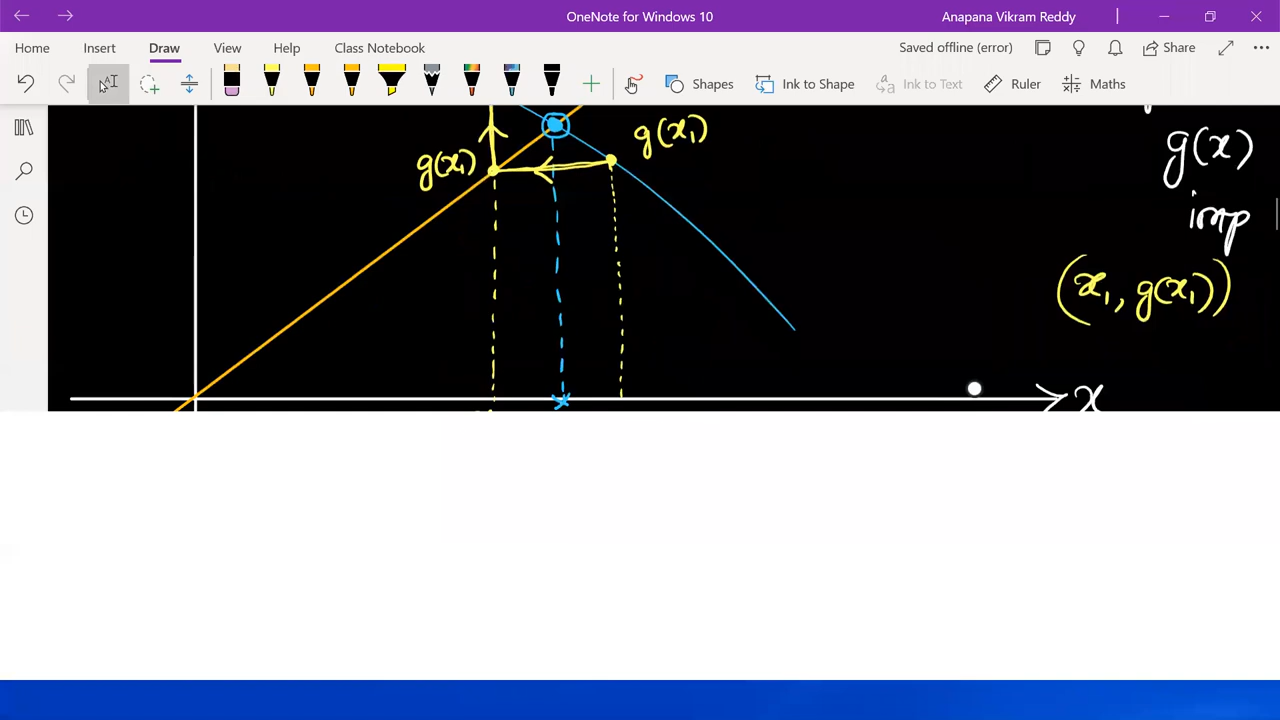 OneNote for Windows 10
Anapana Vikram Reddy
Home Insert Draw View Help Class Notebook
Saved offline (error)
Share
Shapes
Ink to Shape
Ink to Text
Ruler
Maths
g(x₁)
g(x₁)
g(x)
imp
(x₁, g(x₁))
x